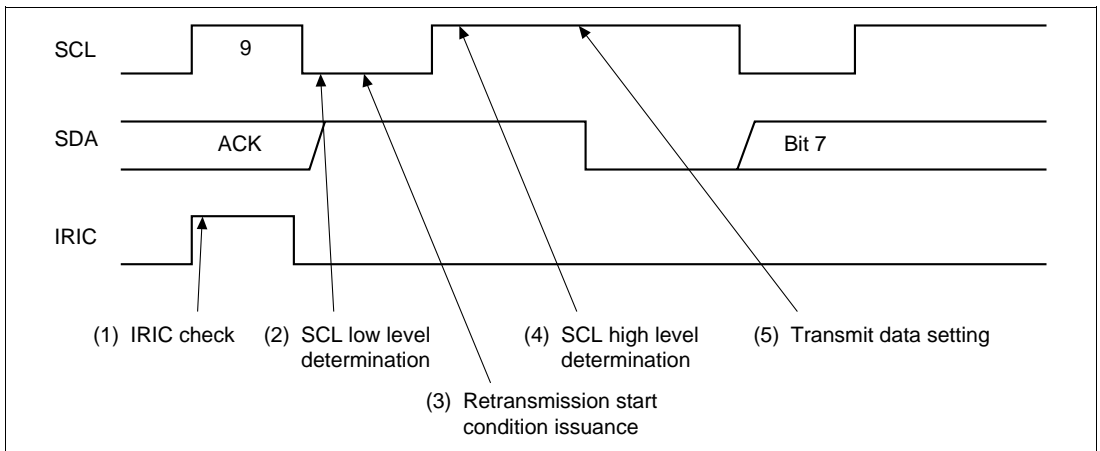 SCL
9
SDA
ACK
Bit 7
IRIC
(1) IRIC check
(2) SCL low level
determination
(4) SCL high level
determination
(5) Transmit data setting
(3) Retransmission start
condition issuance